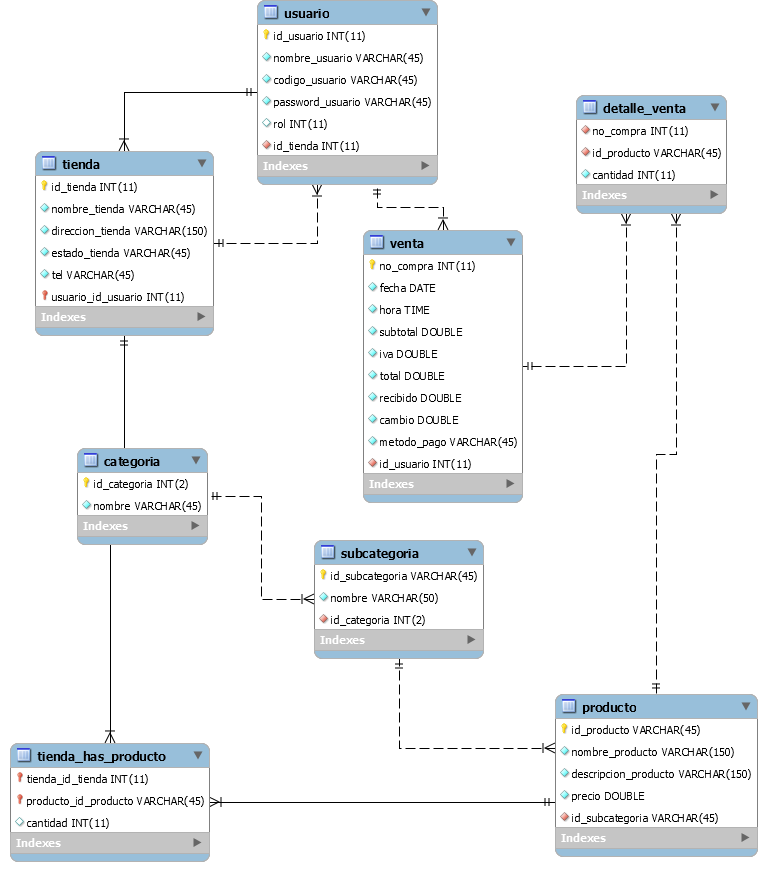 usuario
id_usuario INT(11)
nombre_usuario VARCHAR(45)
codigo_usuario VARCHAR(45)
password_usuario VARCHAR(45)
rol INT(11)
id_tienda INT(11)
Indexes
detalle_venta
no_compra INT(11)
id_producto VARCHAR(45)
cantidad INT(11)
Indexes
tienda
id_tienda INT(11)
nombre_tienda VARCHAR(45)
direccion_tienda VARCHAR(150)
estado_tienda VARCHAR(45)
tel VARCHAR(45)
usuario_id_usuario INT(11)
Indexes
venta
no_compra INT(11)
fecha DATE
hora TIME
subtotal DOUBLE
iva DOUBLE
total DOUBLE
recibido DOUBLE
cambio DOUBLE
metodo_pago VARCHAR(45)
id_usuario INT(11)
Indexes
categoria
id_categoria INT(2)
nombre VARCHAR(45)
Indexes
subcategoria
id_subcategoria VARCHAR(45)
nombre VARCHAR(50)
id_categoria INT(2)
Indexes
producto
id_producto VARCHAR(45)
nombre_producto VARCHAR(150)
descripcion_producto VARCHAR(150)
precio DOUBLE
id_subcategoria VARCHAR(45)
Indexes
tienda_has_producto
tienda_id_tienda INT(11)
producto_id_producto VARCHAR(45)
cantidad INT(11)
Indexes